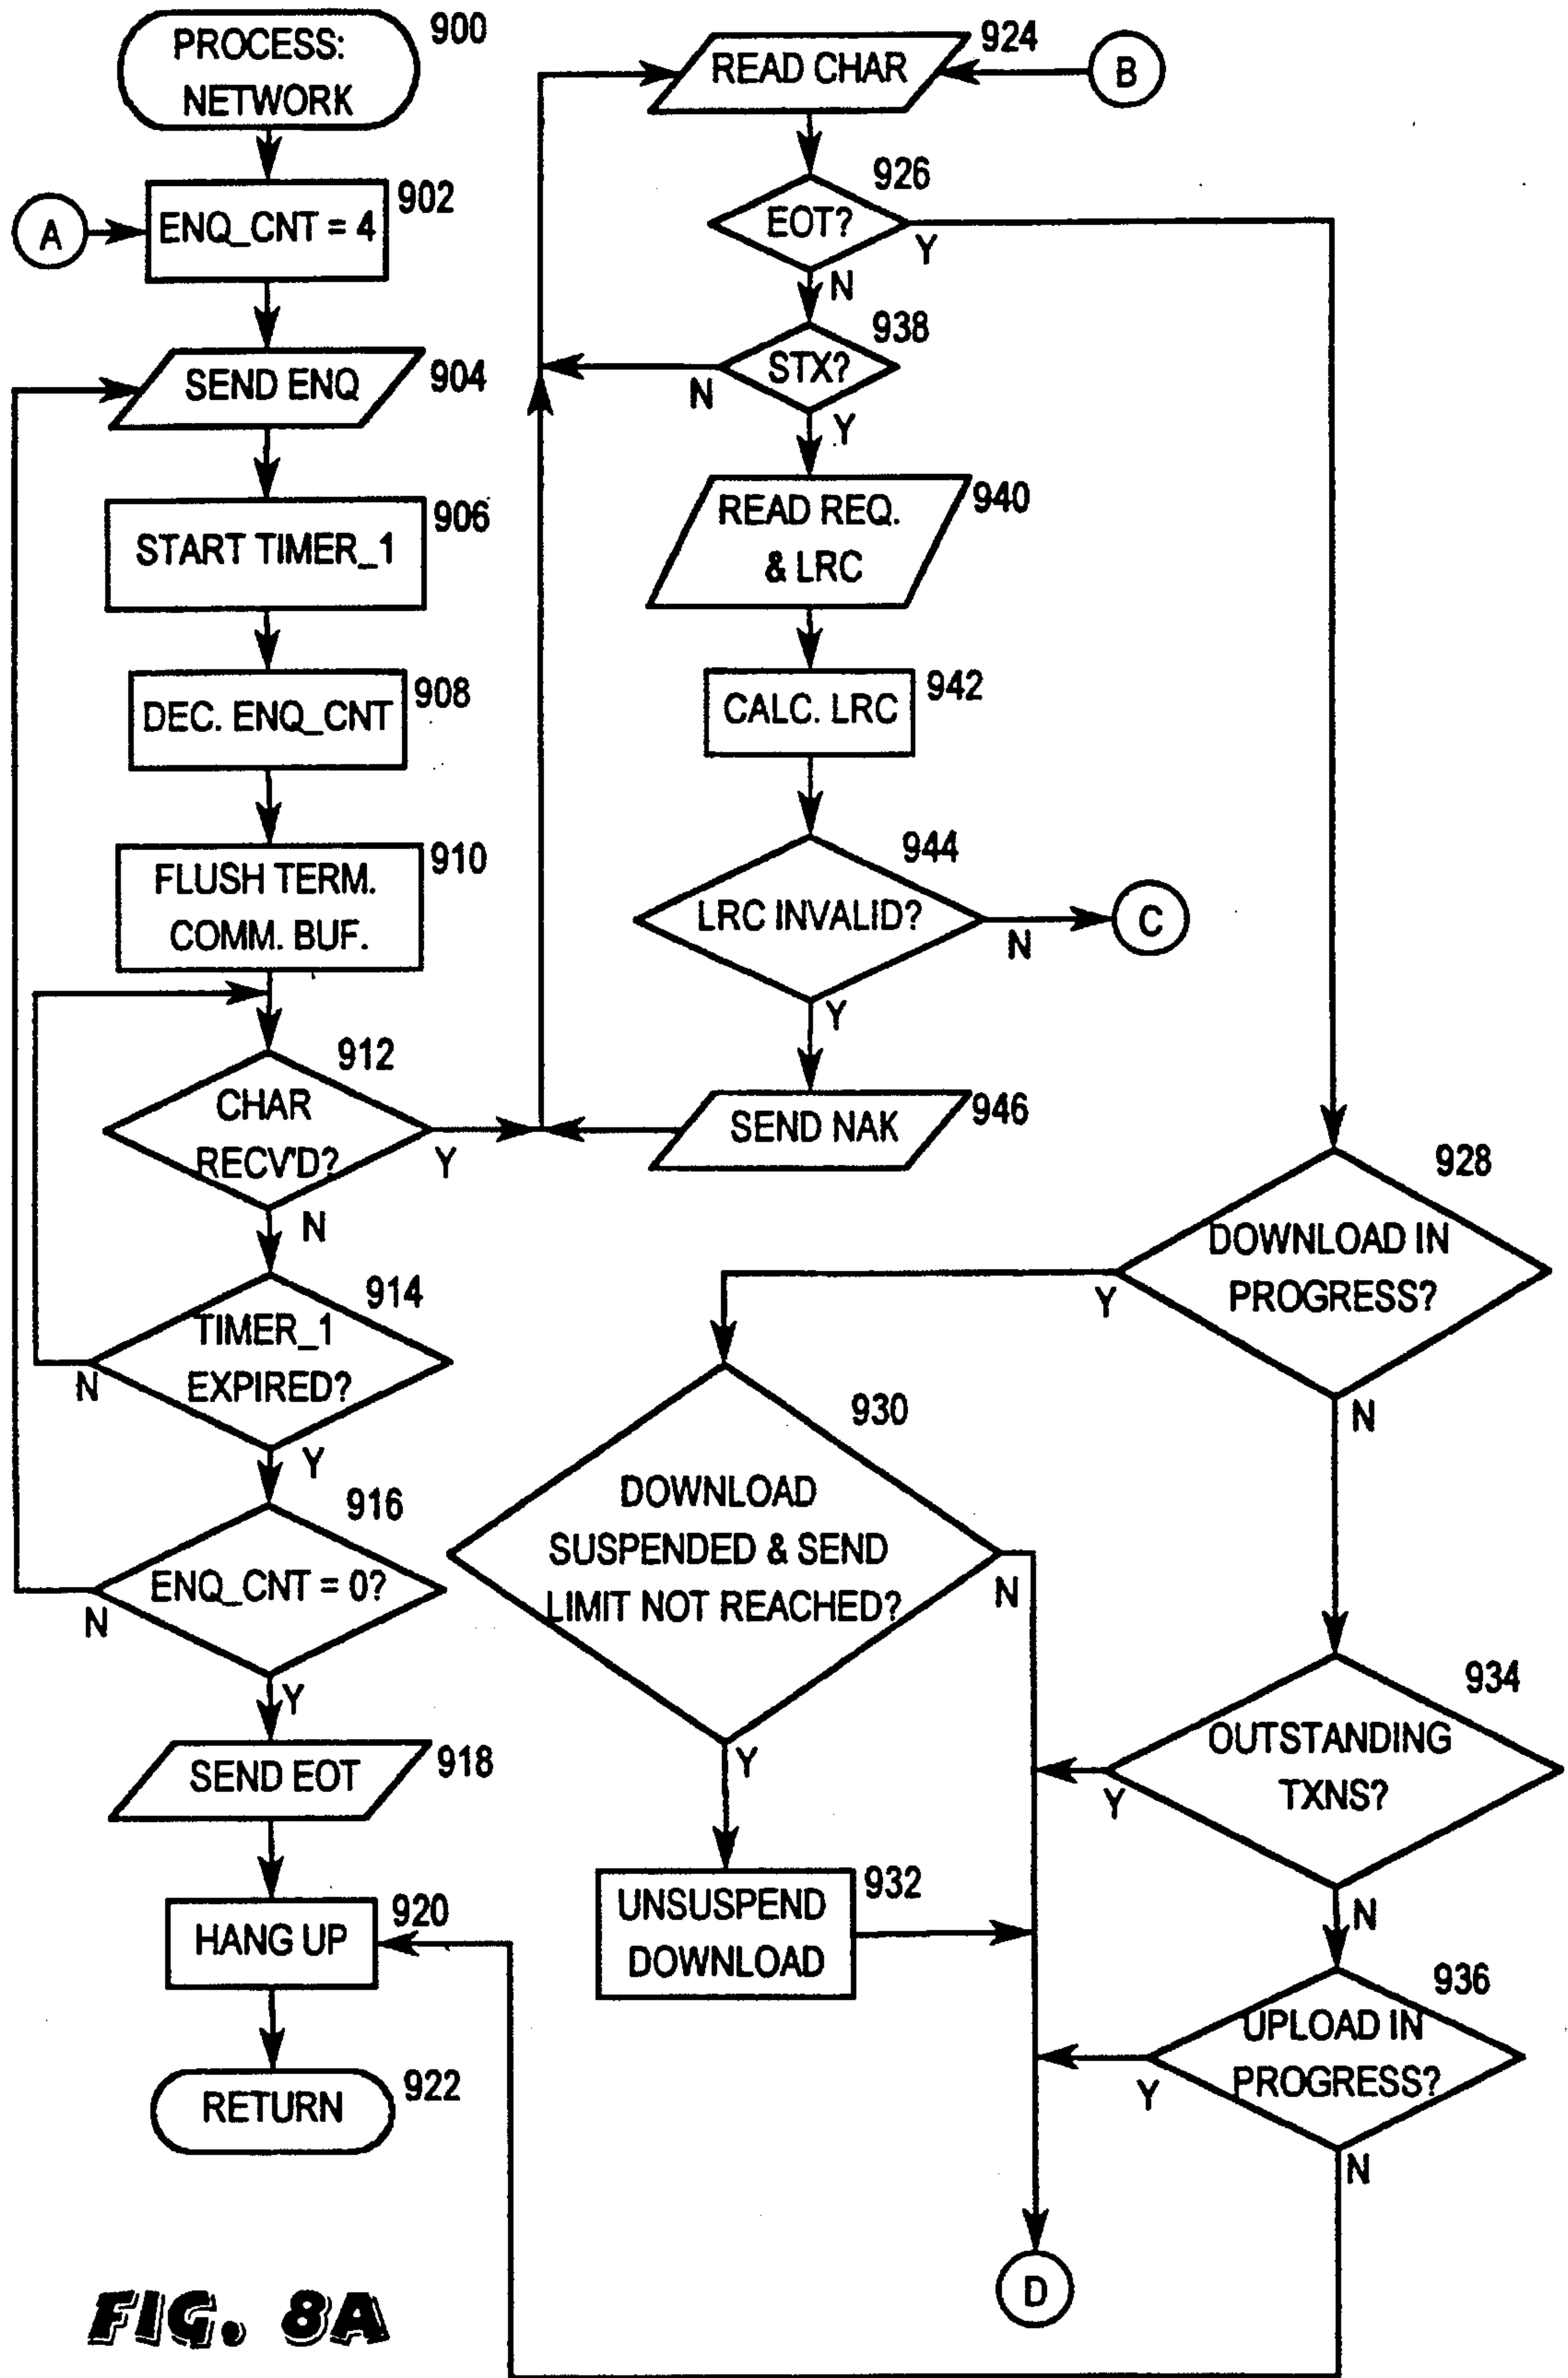 PROCESS:
NETWORK
900
A
ENQ_CNT = 4
902
SEND ENQ
904
START TIMER_1
906
DEC. ENQ_CNT
908
FLUSH TERM.
COMM. BUF.
910
CHAR
RECV'D?
912
Y
N
TIMER_1
EXPIRED?
914
N
Y
ENQ_CNT = 0?
916
N
Y
SEND EOT
918
HANG UP
920
RETURN
922
READ CHAR
924
B
EOT?
926
Y
N
STX?
938
N
Y
READ REQ.
& LRC
940
CALC. LRC
942
LRC INVALID?
944
N
C
Y
SEND NAK
946
DOWNLOAD IN
PROGRESS?
928
Y
N
DOWNLOAD
SUSPENDED & SEND
LIMIT NOT REACHED?
930
N
Y
UNSUSPEND
DOWNLOAD
932
OUTSTANDING
TXNS?
934
Y
N
UPLOAD IN
PROGRESS?
936
Y
N
D
FIG. 8A